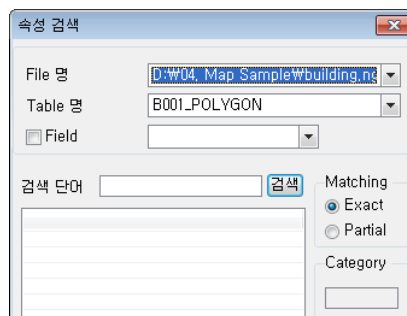 속성 검색
File 명 D:₩04. Map Sample₩building.ng
Table 명 B001_POLYGON
Field
검색 단어 검색 Matching
Exact
Partial
Category